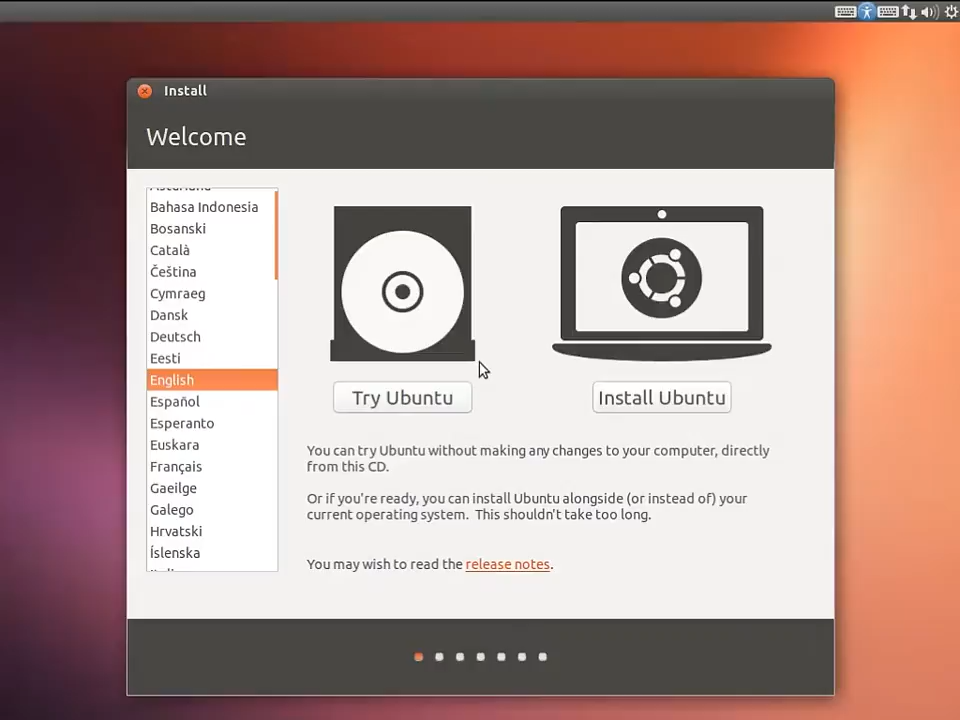 Install
Welcome
Bahasa Indonesia
Bosanski
Català
Čeština
Cymraeg
Dansk
Deutsch
Eesti
English
Español
Esperanto
Euskara
Français
Gaeilge
Galego
Hrvatski
Íslenska
Try Ubuntu
Install Ubuntu
You can try Ubuntu without making any changes to your computer, directly
from this CD.
Or if you're ready, you can install Ubuntu alongside (or instead of) your
current operating system. This shouldn't take too long.
You may wish to read the release notes.